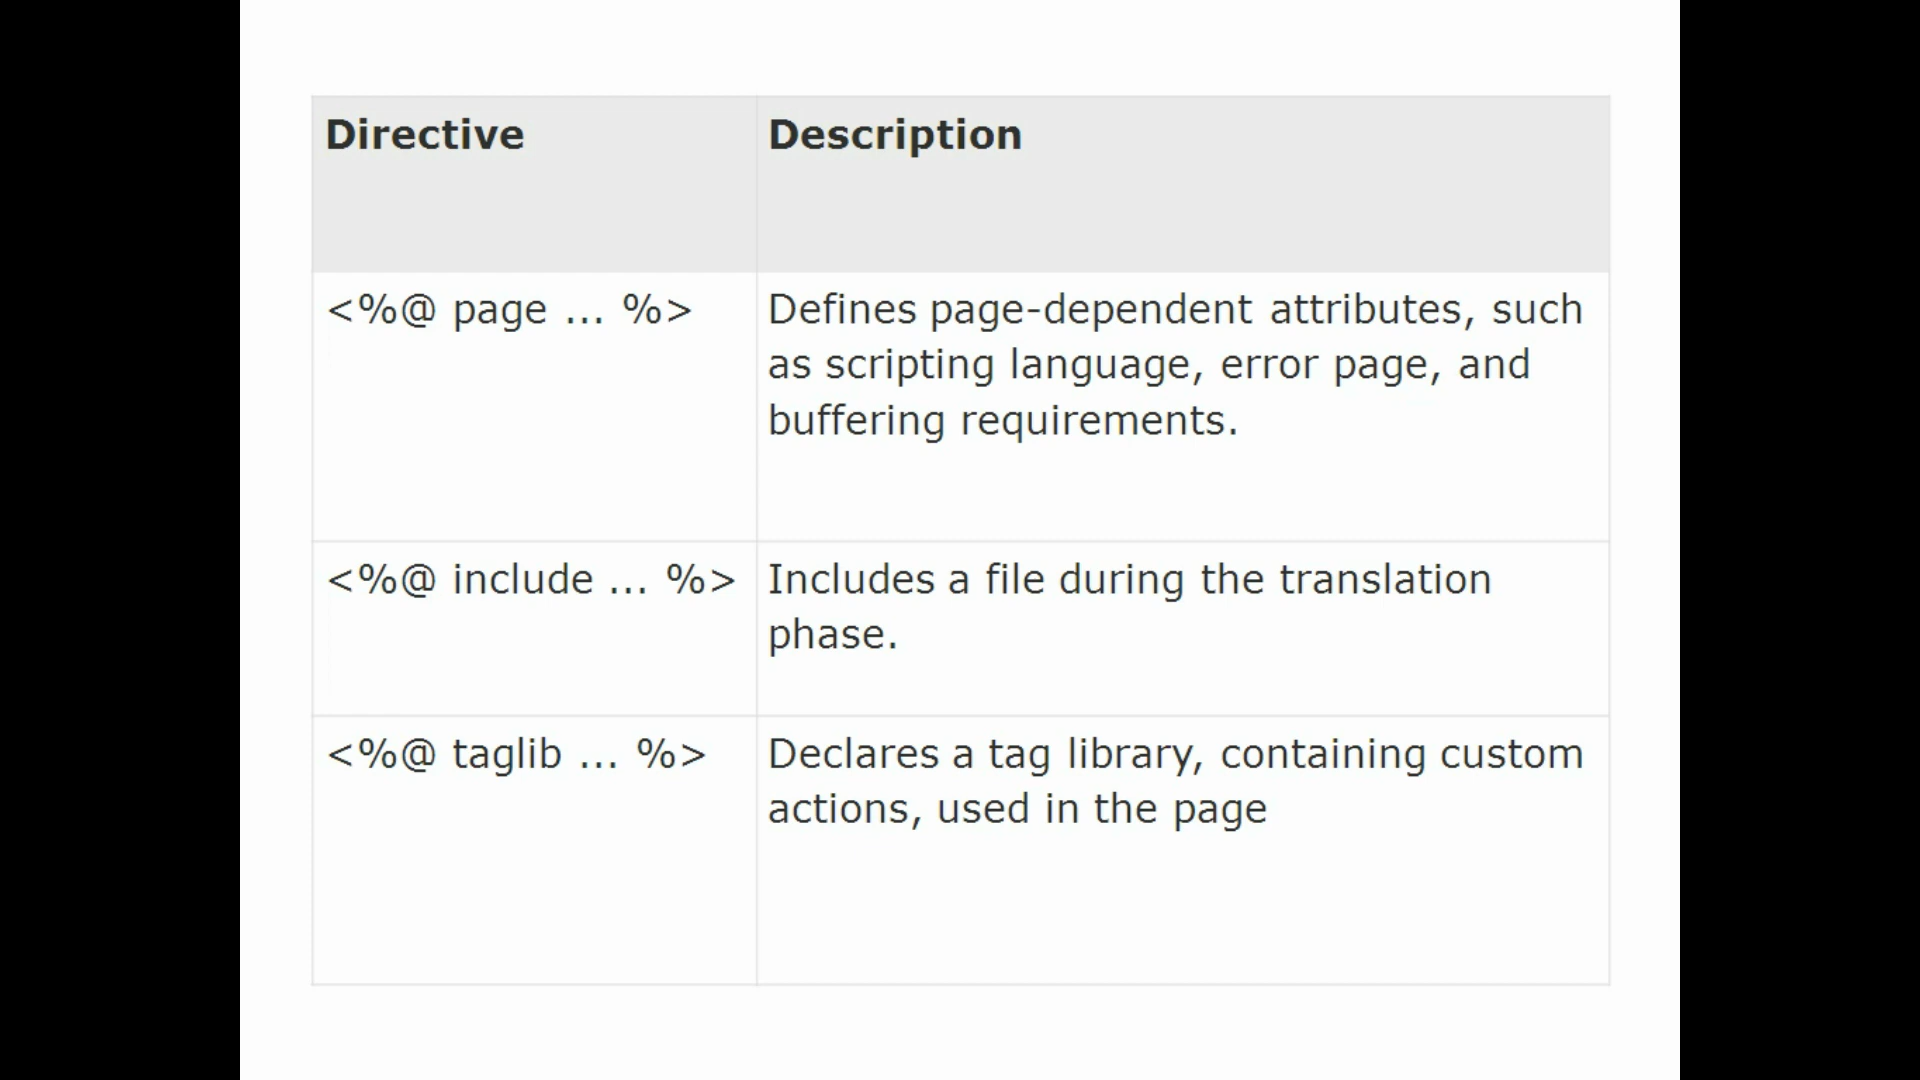 Directive
Description
<%@ page ... %>
Defines page-dependent attributes, such
as scripting language, error page, and
buffering requirements.
<%@ include ... %>
Includes a file during the translation
phase.
<%@ taglib ... %>
Declares a tag library, containing custom
actions, used in the page